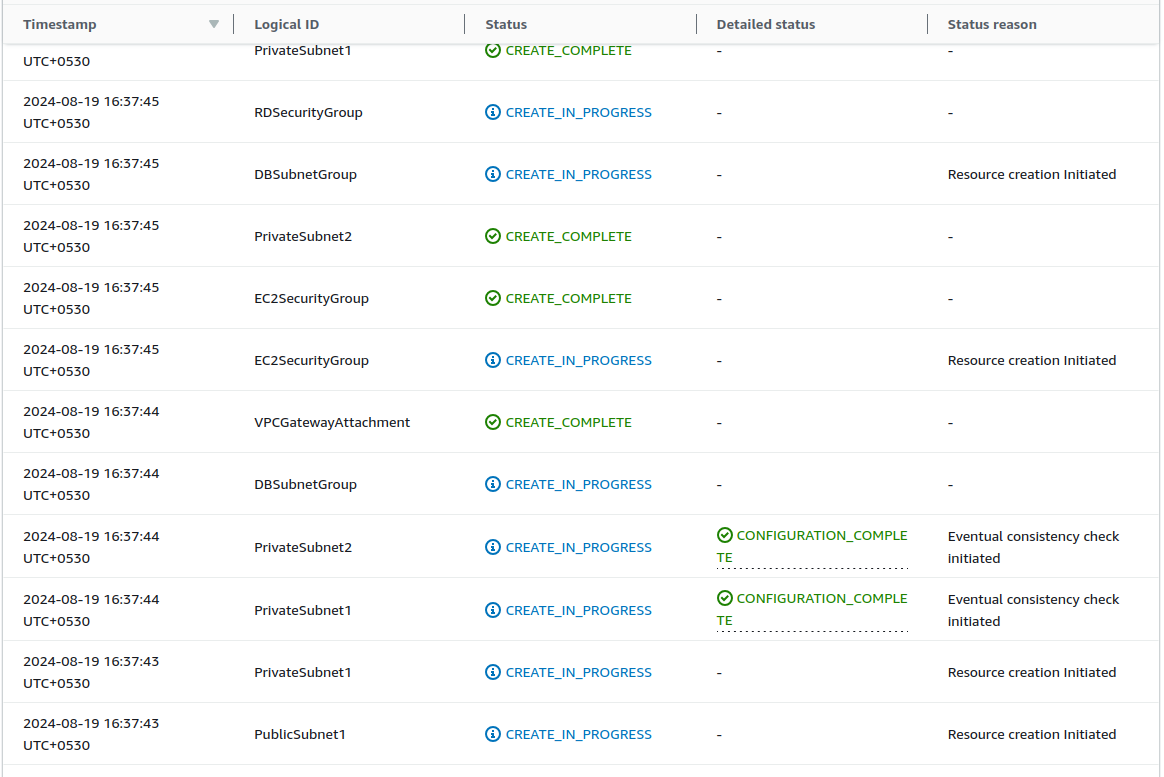 Timestamp Logical ID Status Detailed status Status reason
PrivateSubnet1 CREATE_COMPLETE - -
UTC+0530
2024-08-19 16:37:45
UTC+0530
RDSecurityGroup CREATE_IN_PROGRESS - -
2024-08-19 16:37:45
UTC+0530
DBSubnetGroup CREATE_IN_PROGRESS - Resource creation Initiated
2024-08-19 16:37:45
UTC+0530
PrivateSubnet2 CREATE_COMPLETE - -
2024-08-19 16:37:45
UTC+0530
EC2SecurityGroup CREATE_COMPLETE - -
2024-08-19 16:37:45
UTC+0530
EC2SecurityGroup CREATE_IN_PROGRESS - Resource creation Initiated
2024-08-19 16:37:44
UTC+0530
VPCGatewayAttachment CREATE_COMPLETE - -
2024-08-19 16:37:44
UTC+0530
DBSubnetGroup CREATE_IN_PROGRESS - -
2024-08-19 16:37:44
UTC+0530
PrivateSubnet2 CREATE_IN_PROGRESS
CONFIGURATION_COMPLE
TE
Eventual consistency check
initiated
2024-08-19 16:37:44
UTC+0530
PrivateSubnet1 CREATE_IN_PROGRESS
CONFIGURATION_COMPLE
TE
Eventual consistency check
initiated
2024-08-19 16:37:43
UTC+0530
PrivateSubnet1 CREATE_IN_PROGRESS - Resource creation Initiated
2024-08-19 16:37:43
UTC+0530
PublicSubnet1 CREATE_IN_PROGRESS - Resource creation Initiated